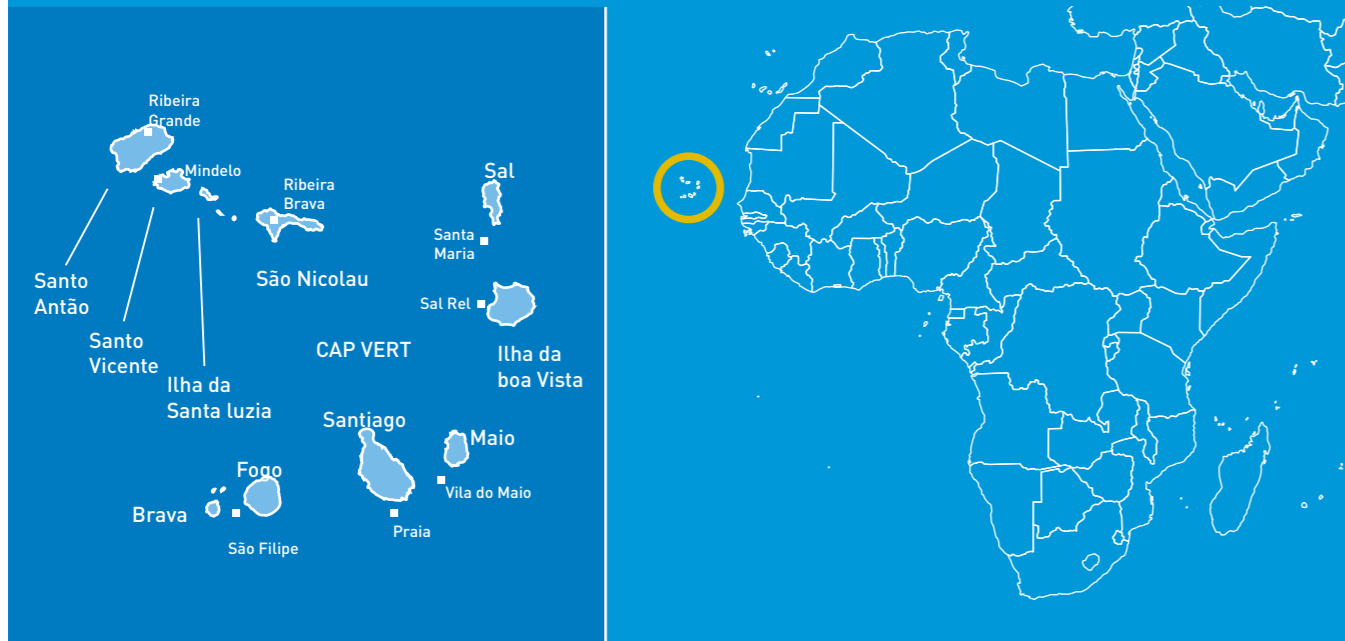 Ribeira
Grande
Mindelo
Ribeira
Brava
Sal
Santa
Maria
Santo
Antão
São Nicolau
Sal Rel
Santo
Vicente
CAP VERT
Ilha da
boa Vista
Ilha da
Santa luzia
Santiago
Maio
Fogo
Vila do Maio
Brava
Praia
São Filipe